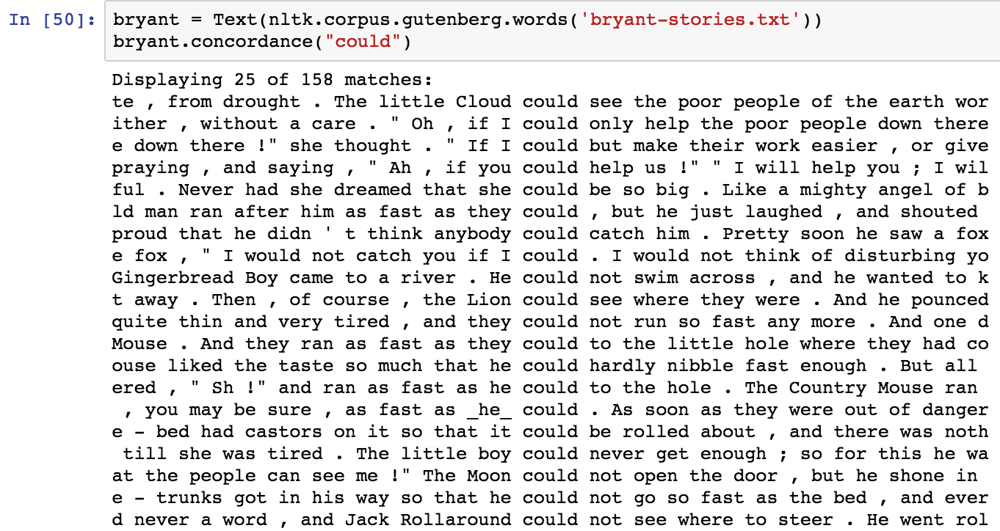 In [50]: bryant = Text(nltk.corpus.gutenberg.words('bryant-stories.txt'))
bryant.concordance("could")
Displaying 25 of 158 matches:
te , from drought . The little Cloud could see the poor people of the earth wor
ither , without a care . " Oh , if I could only help the poor people down there
e down there !" she thought . " If I could but make their work easier , or give
praying , and saying , " Ah , if you could help us !" " I will help you ; I wil
ful . Never had she dreamed that she could be so big . Like a mighty angel of b
ld man ran after him as fast as they could , but he just laughed , and shouted
proud that he didn ' t think anybody could catch him . Pretty soon he saw a fox
e fox , " I would not catch you if I could . I would not think of disturbing yo
Gingerbread Boy came to a river . He could not swim across , and he wanted to k
t away . Then , of course , the Lion could see where they were . And he pounced
quite thin and very tired , and they could not run so fast any more . And one d
Mouse . And they ran as fast as they could to the little hole where they had co
ouse liked the taste so much that he could hardly nibble fast enough . But all
ered , " Sh !" and ran as fast as he could to the hole . The Country Mouse ran
, you may be sure , as fast as _he_ could . As soon as they were out of danger
e - bed had castors on it so that it could be rolled about , and there was noth
till she was tired . The little boy could never get enough ; so for this he wa
at the people can see me !" The Moon could not open the door , but he shone in
e - trunks got in his way so that he could not go so fast as the bed , and ever
d never a word , and Jack Rollaround could not see where to steer . He went rol